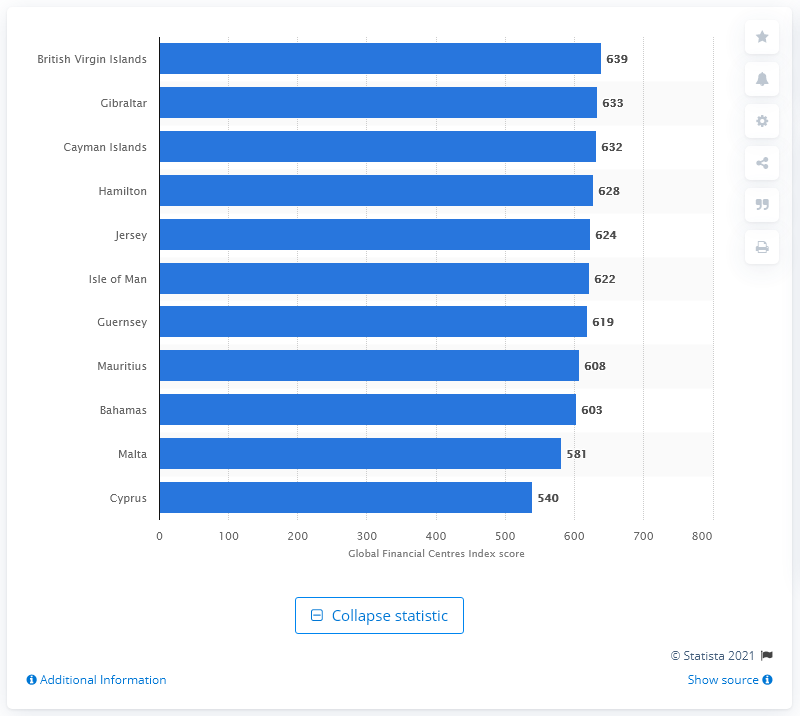 British Virgin Islands 639
Gibraltar 633
Cayman Islands 632
Hamilton 628
Jersey 624
Isle of Man 622
Guernsey 619
Mauritius 608
Bahamas 603
Malta 581
Cyprus 540
0 100 200 300 400 500 600 700 800
Global Financial Centres Index score
Collapse statistic
© Statista 2021
Additional Information Show source